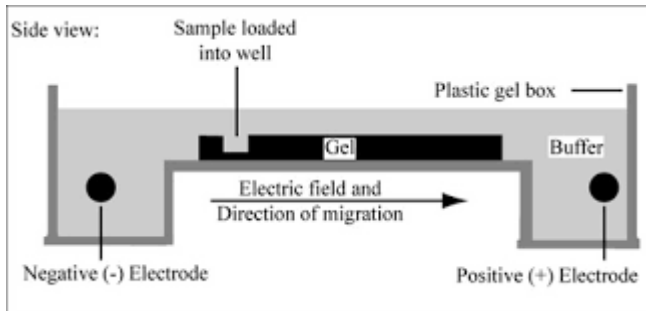 Side view:
Sample loaded
into well
Plastic gel box
Gel
Buffer
Electric field and
Direction of migration
Negative (-) Electrode
Positive (+) Electrode